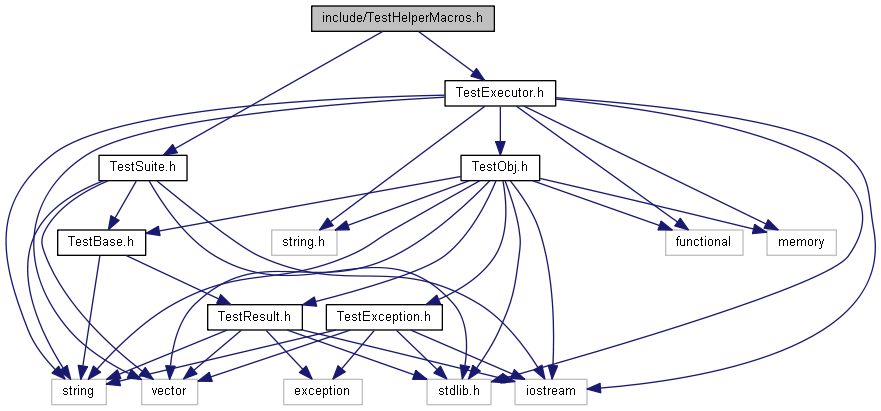 include/TestHelperMacros.h
TestExecutor.h
TestSuite.h
TestObj.h
TestBase.h
string.h
functional
memory
TestResult.h
TestException.h
string
vector
exception
stdlib.h
iostream